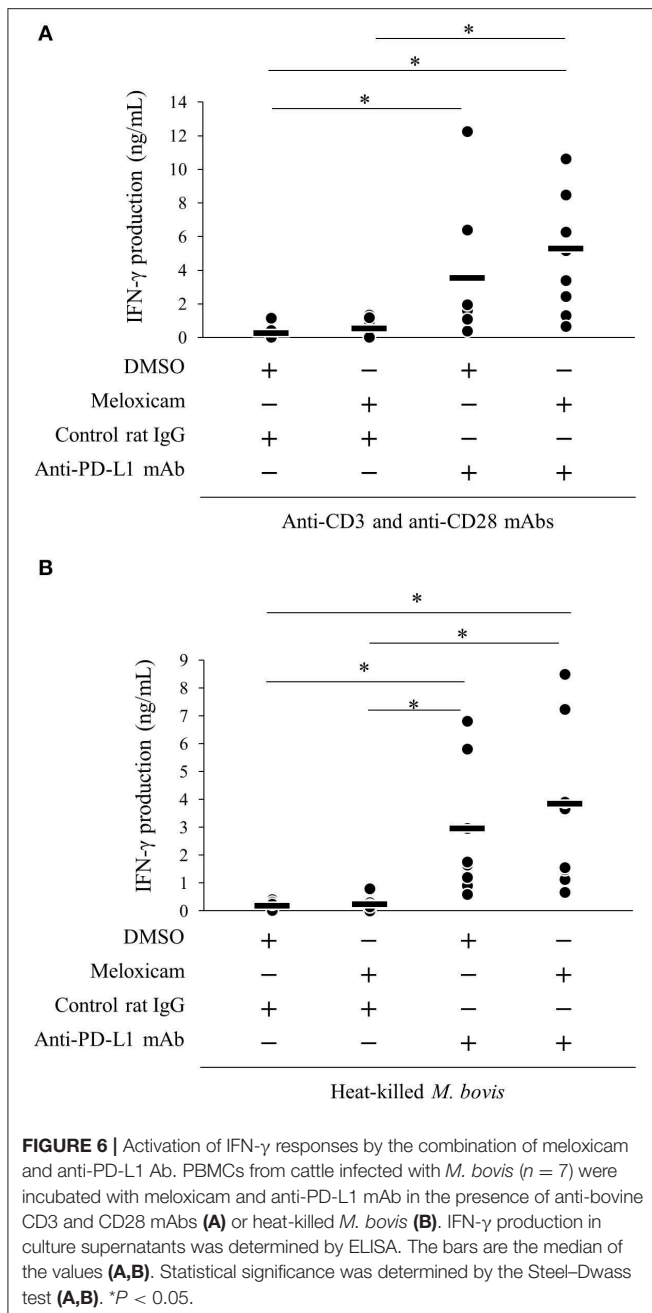 A
* 
*
*
14
12
10
8
6
4
2
0
IFN-γ production (ng/mL)
DMSO + − + −
Meloxicam − + − +
Control rat IgG + + − −
Anti-PD-L1 mAb − − + +
Anti-CD3 and anti-CD28 mAbs
B
*
*
*
*
9
8
7
6
5
4
3
2
1
0
IFN-γ production (ng/mL)
DMSO + − + −
Meloxicam − + − +
Control rat IgG + + − −
Anti-PD-L1 mAb − − + +
Heat-killed M. bovis
FIGURE 6 | Activation of IFN-γ responses by the combination of meloxicam
and anti-PD-L1 Ab. PBMCs from cattle infected with M. bovis (n = 7) were
incubated with meloxicam and anti-PD-L1 mAb in the presence of anti-bovine
CD3 and CD28 mAbs (A) or heat-killed M. bovis (B). IFN-γ production in
culture supernatants was determined by ELISA. The bars are the median of
the values (A,B). Statistical significance was determined by the Steel–Dwass
test (A,B). *P < 0.05.